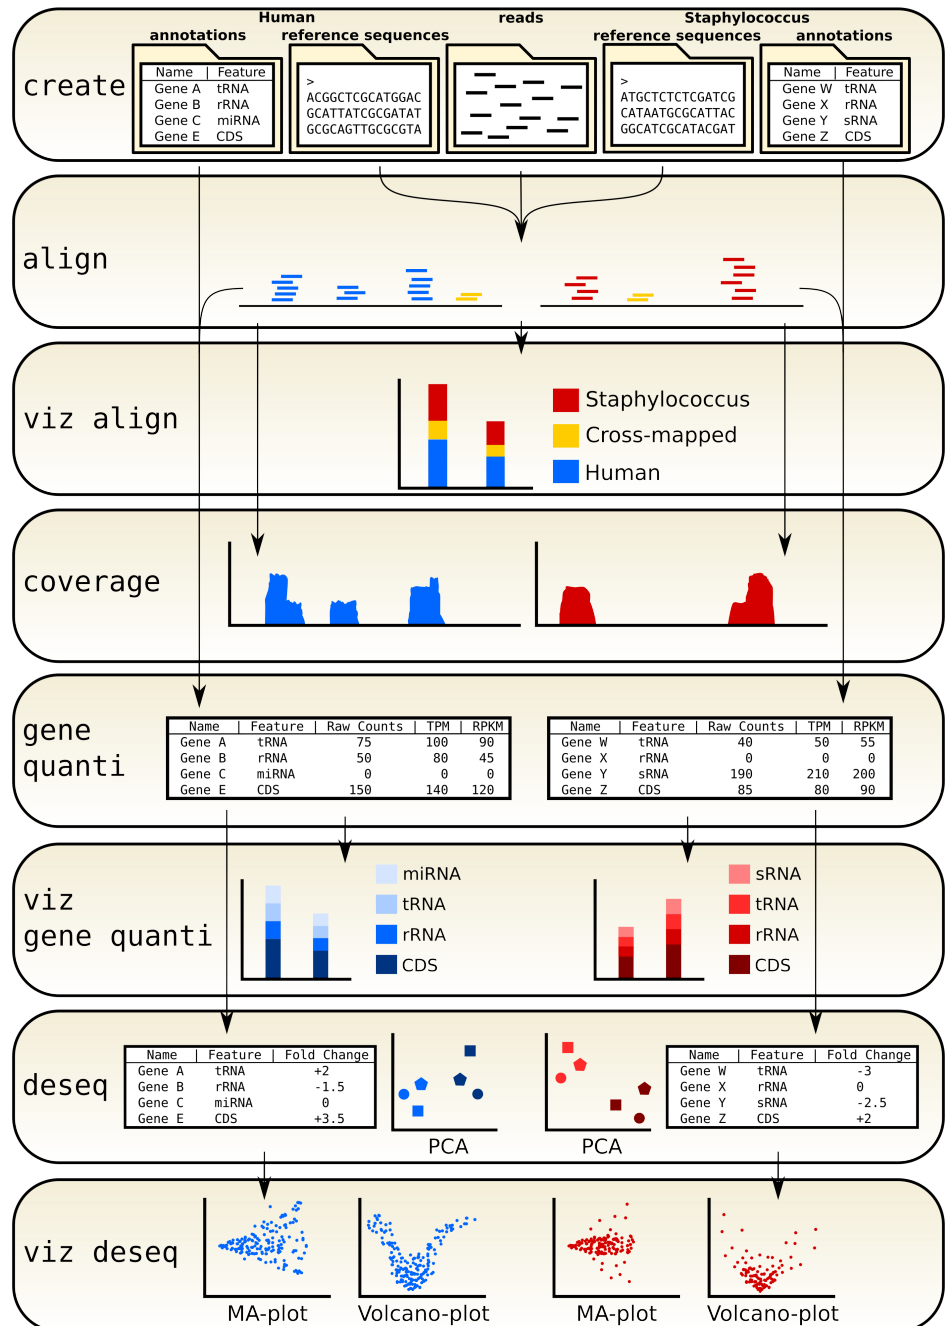 Human reads Staphylococcus
annotations reference sequences reference sequences annotations
create
Name | Feature
Gene A tRNA
Gene B rRNA
Gene C miRNA
Gene E CDS
>
ACGGCTCGCATGGAC
GCATTATCGCGATAT
GCGCAGTTGCGCGTA
>
ATGCTCTCTCGATCG
CATAATGCGCATTAC
GGCATCGCATACGAT
Name | Feature
Gene W tRNA
Gene X rRNA
Gene Y sRNA
Gene Z CDS
align
viz align
Staphylococcus
Cross-mapped
Human
coverage
gene
quanti
Name | Feature | Raw Counts | TPM | RPKM
Gene A tRNA 75 100 90
Gene B rRNA 50 80 45
Gene C miRNA 0 0 0
Gene E CDS 150 140 120
Name | Feature | Raw Counts | TPM | RPKM
Gene W tRNA 40 50 55
Gene X rRNA 0 0 0
Gene Y sRNA 190 210 200
Gene Z CDS 85 80 90
viz
gene quanti
miRNA
tRNA
rRNA
CDS
sRNA
tRNA
rRNA
CDS
deseq
Name | Feature | Fold Change
Gene A tRNA +2
Gene B rRNA -1.5
Gene C miRNA 0
Gene E CDS +3.5
PCA
PCA
Name | Feature | Fold Change
Gene W tRNA -3
Gene X rRNA 0
Gene Y sRNA -2.5
Gene Z CDS +2
viz deseq
MA-plot Volcano-plot MA-plot Volcano-plot